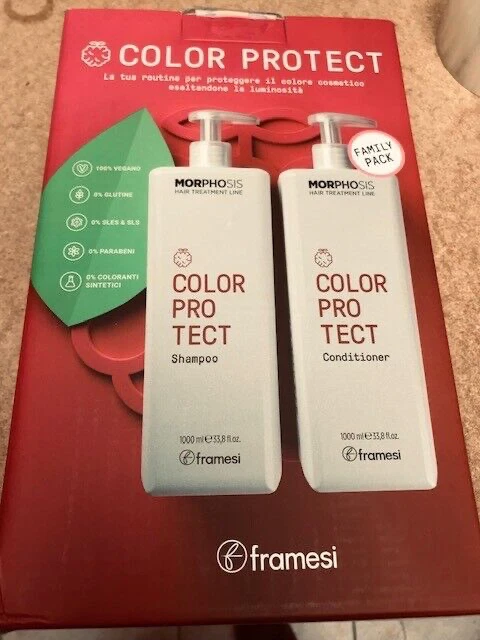 COLOR PROTECT
La tua routine per proteggere il colore cosmetico
esaltandone la luminosità
FAMILY
PACK
100% VEGANO
0% GLUTINE
0% SLES & SLS
0% PARABENI
0% COLORANTI
SINTETICI
MORPHOSIS
HAIR TREATMENT LINE
COLOR
PRO
TECT
Shampoo
1000 ml ℮ 33,8 fl.oz.
framesi
MORPHOSIS
HAIR TREATMENT LINE
COLOR
PRO
TECT
Conditioner
1000 ml ℮ 33,8 fl.oz.
framesi
framesi